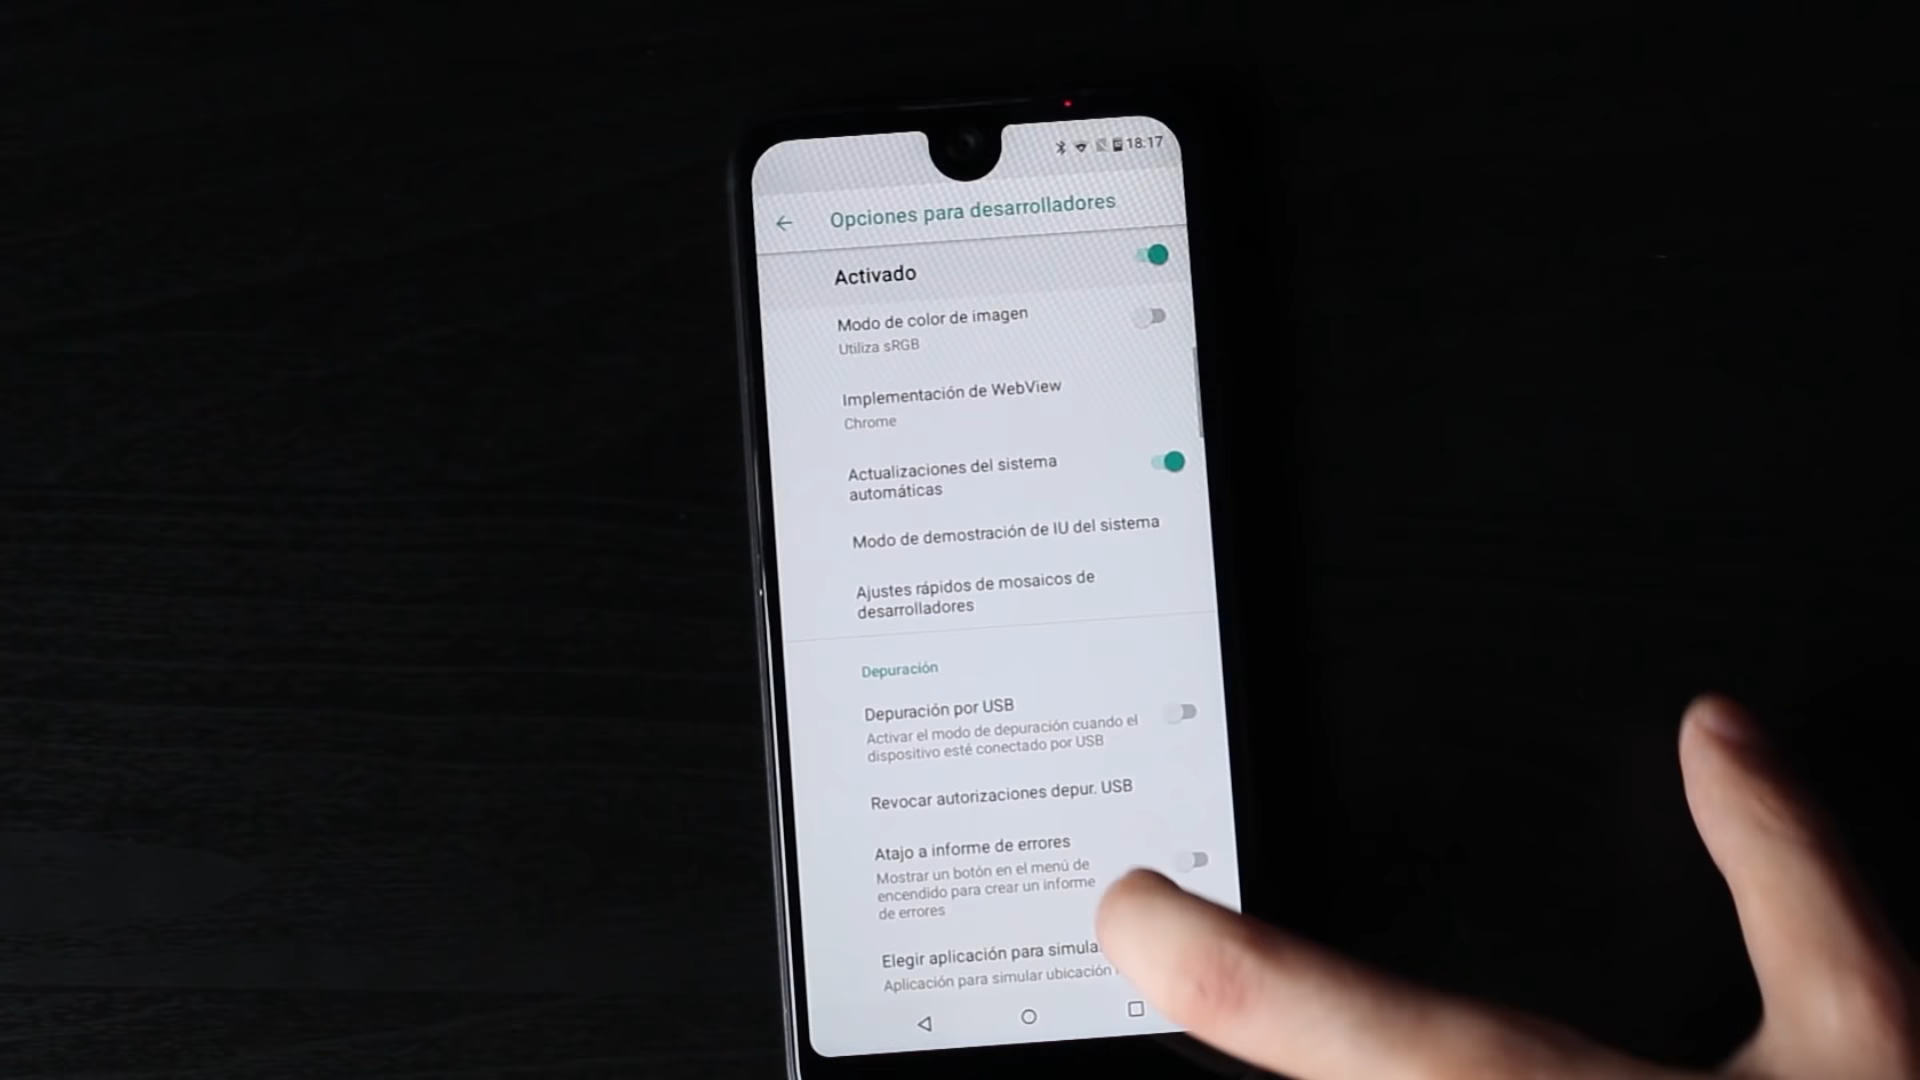 18:17
Opciones para desarrolladores
Activado
Modo de color de imagen
Utiliza sRGB
Implementación de WebView
Chrome
Actualizaciones del sistema
automáticas
Modo de demostración de IU del sistema
Ajustes rápidos de mosaicos de
desarrolladores
Depuración
Depuración por USB
Activar el modo de depuración cuando el
dispositivo esté conectado por USB
Revocar autorizaciones depur. USB
Atajo a informe de errores
Mostrar un botón en el menú de
encendido para crear un informe
de errores
Elegir aplicación para
Aplicación para simular ubicación